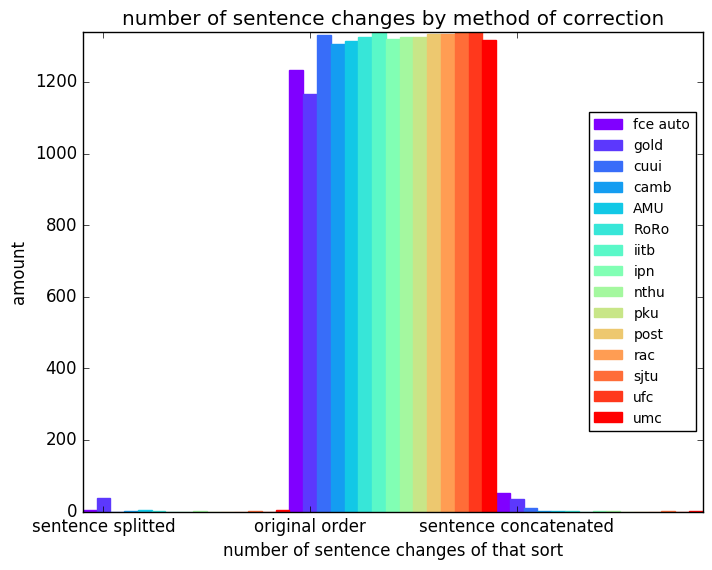 number of sentence changes by method of correction
1200
1000
800
600
400
200
0
amount
fce auto
gold
cuui
camb
AMU
RoRo
iitb
ipn
nthu
pku
post
rac
sjtu
ufc
umc
sentence splitted original order sentence concatenated
number of sentence changes of that sort